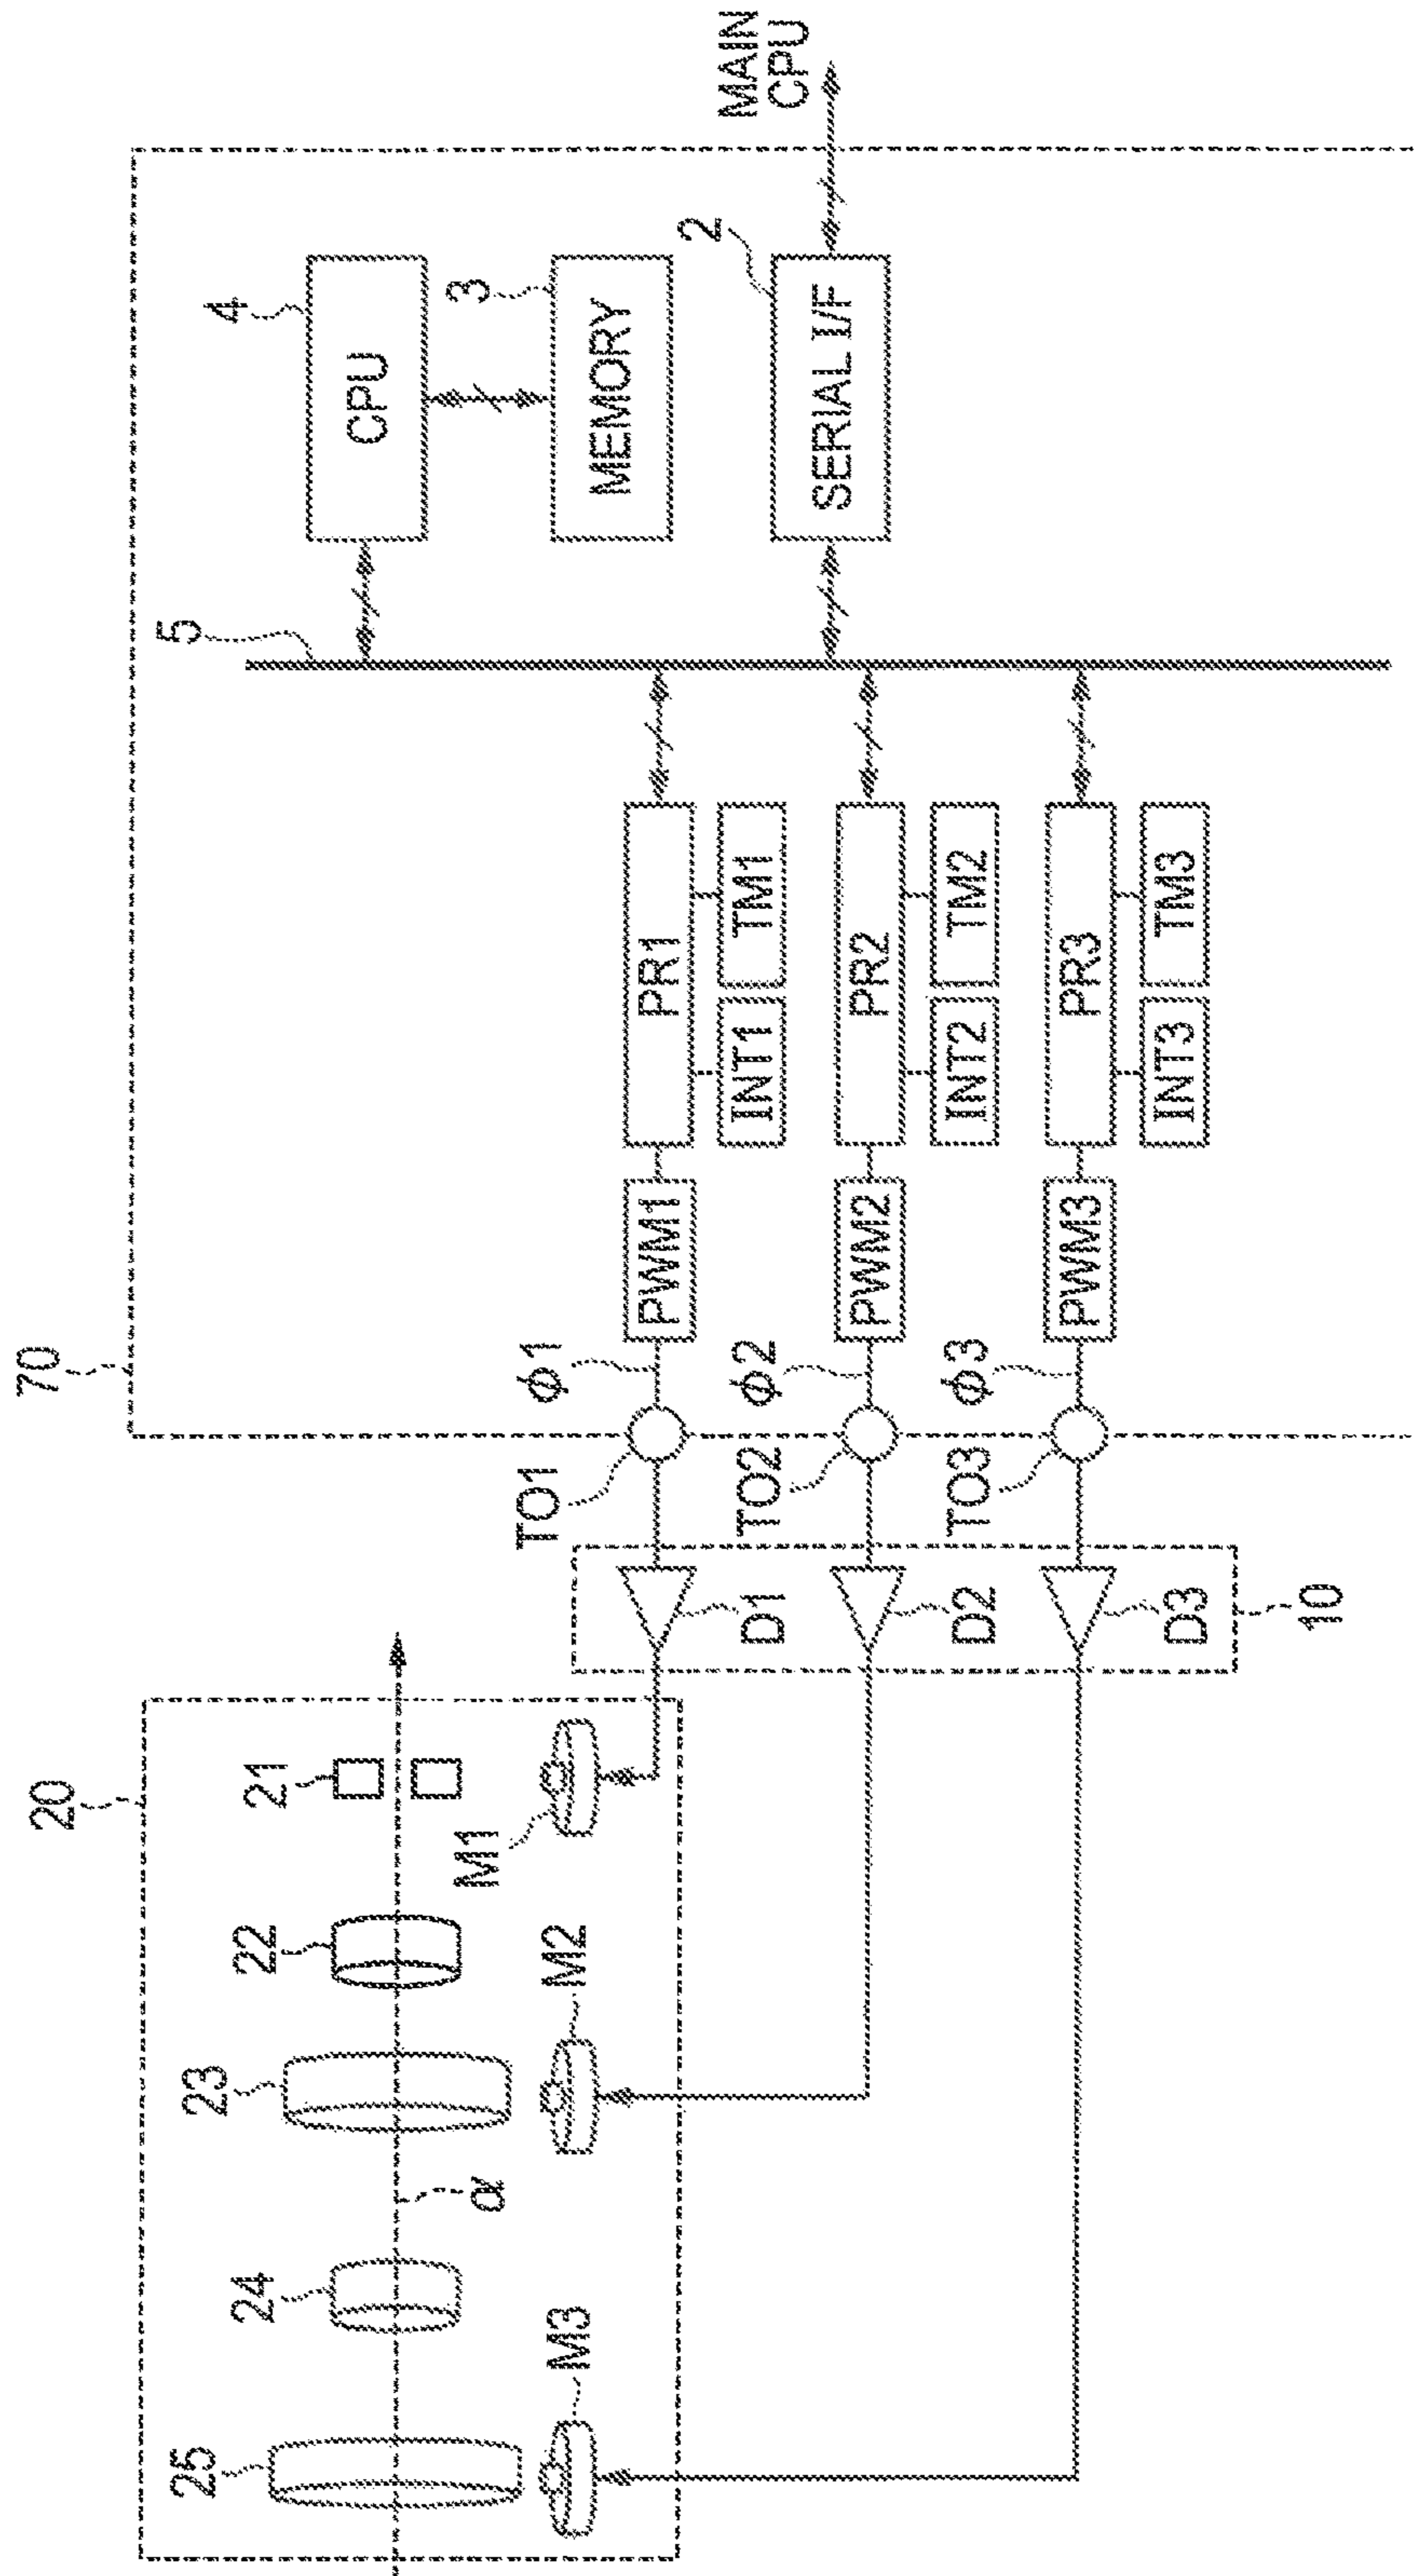 20
25
24
23
22
21
α
M3
M2
M1
10
D1
D2
D3
70
TO1
TO2
TO3
ϕ1
ϕ2
ϕ3
PWM1
PWM2
PWM3
PR1
INT1
TM1
PR2
INT2
TM2
PR3
INT3
TM3
5
4
CPU
3
MEMORY
2
SERIAL I/F
MAIN
CPU